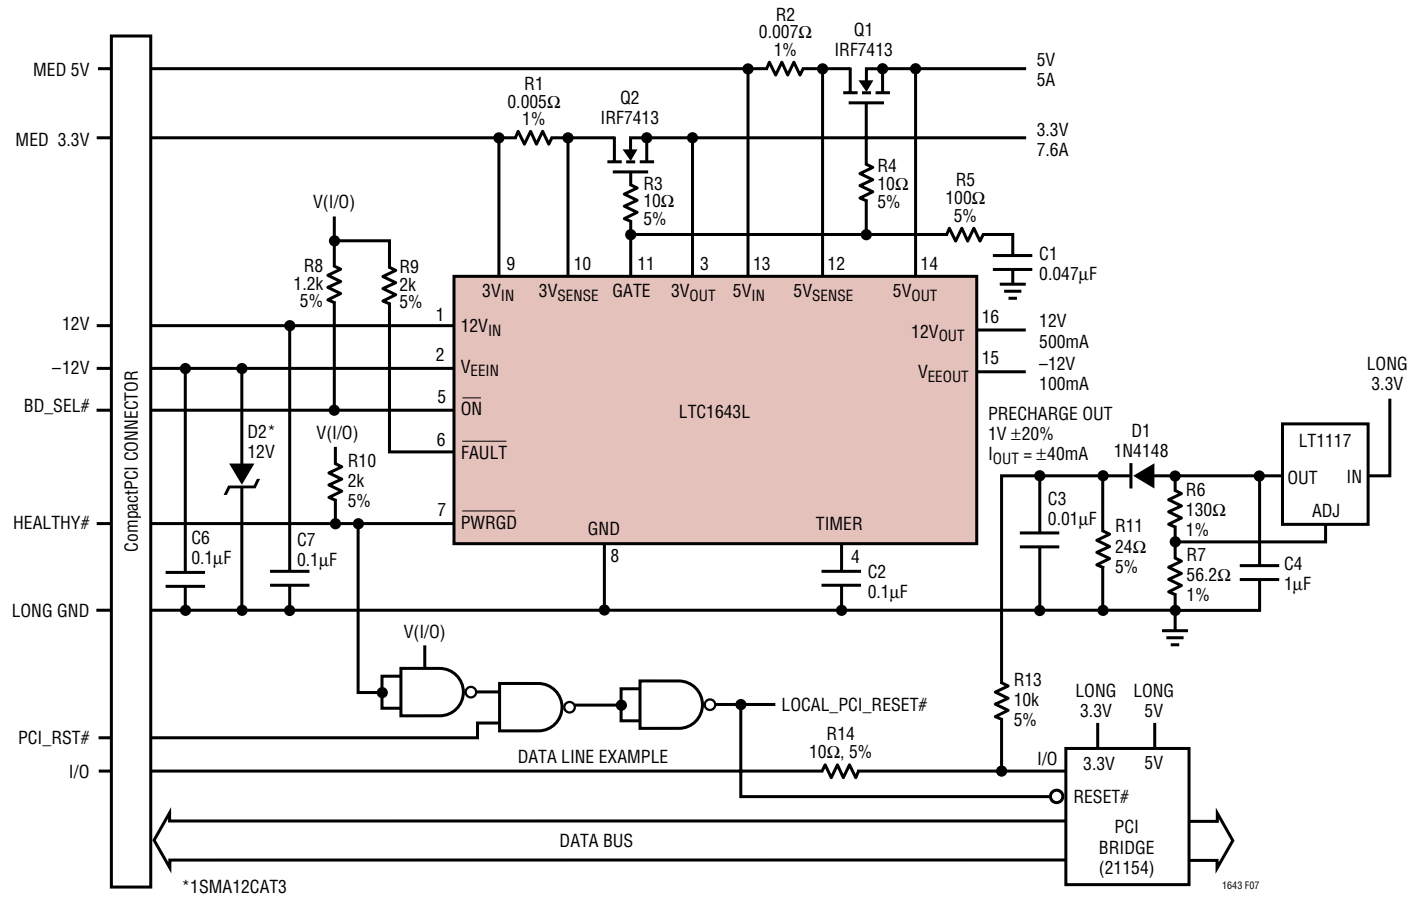 R2
0.007Ω
1%
Q1
IRF7413
MED 5V
5V
5A
R1
0.005Ω
1%
Q2
IRF7413
MED 3.3V
3.3V
7.6A
R3
10Ω
5%
R4
10Ω
5%
R5
100Ω
5%
C1
0.047µF
V(I/O)
R8
1.2k
5%
R9
2k
5%
9
10
11
3
13
12
14
3VIN
3VSENSE
GATE
3VOUT
5VIN
5VSENSE
5VOUT
12V
1
12VIN
–12V
2
VEEIN
BD_SEL#
5
ON
6
FAULT
HEALTHY#
7
PWRGD
LTC1643L
12VOUT
16
12V
500mA
VEEOUT
15
–12V
100mA
GND
8
TIMER
4
C2
0.1µF
CompactPCI CONNECTOR
D2*
12V
V(I/O)
R10
2k
5%
C6
0.1µF
C7
0.1µF
LONG GND
PRECHARGE OUT
1V ±20%
IOUT = ±40mA
D1
1N4148
LONG
3.3V
LT1117
OUT
IN
ADJ
C3
0.01µF
R11
24Ω
5%
R6
130Ω
1%
R7
56.2Ω
1%
C4
1µF
V(I/O)
LOCAL_PCI_RESET#
PCI_RST#
I/O
DATA LINE EXAMPLE
R14
10Ω, 5%
R13
10k
5%
LONG
3.3V
LONG
5V
I/O
3.3V
5V
RESET#
PCI
BRIDGE
(21154)
DATA BUS
*1SMA12CAT3
1643 F07